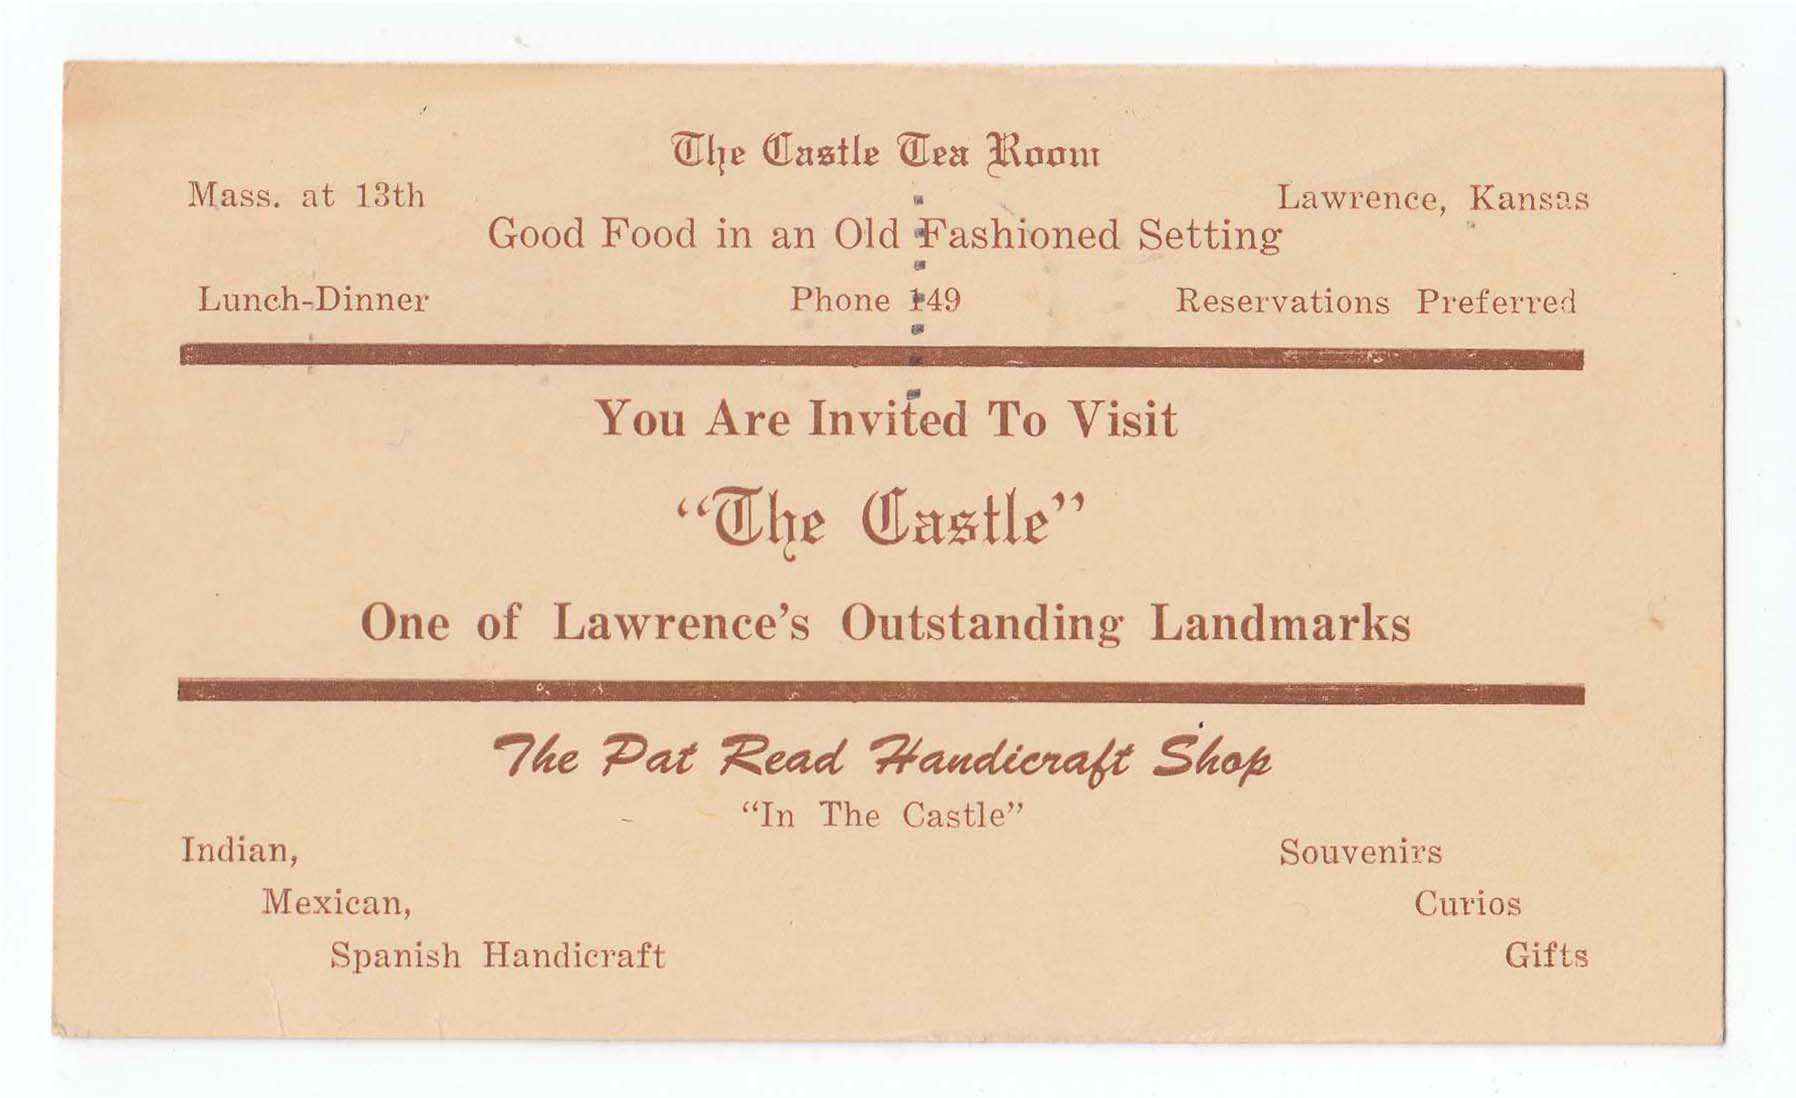 The Castle Tea Room
Mass. at 13th Lawrence, Kansas
Good Food in an Old Fashioned Setting
Lunch-Dinner Phone 149 Reservations Preferred
You Are Invited To Visit
“The Castle”
One of Lawrence’s Outstanding Landmarks
The Pat Read Handicraft Shop
“In The Castle”
Indian, Souvenirs
Mexican, Curios
Spanish Handicraft Gifts